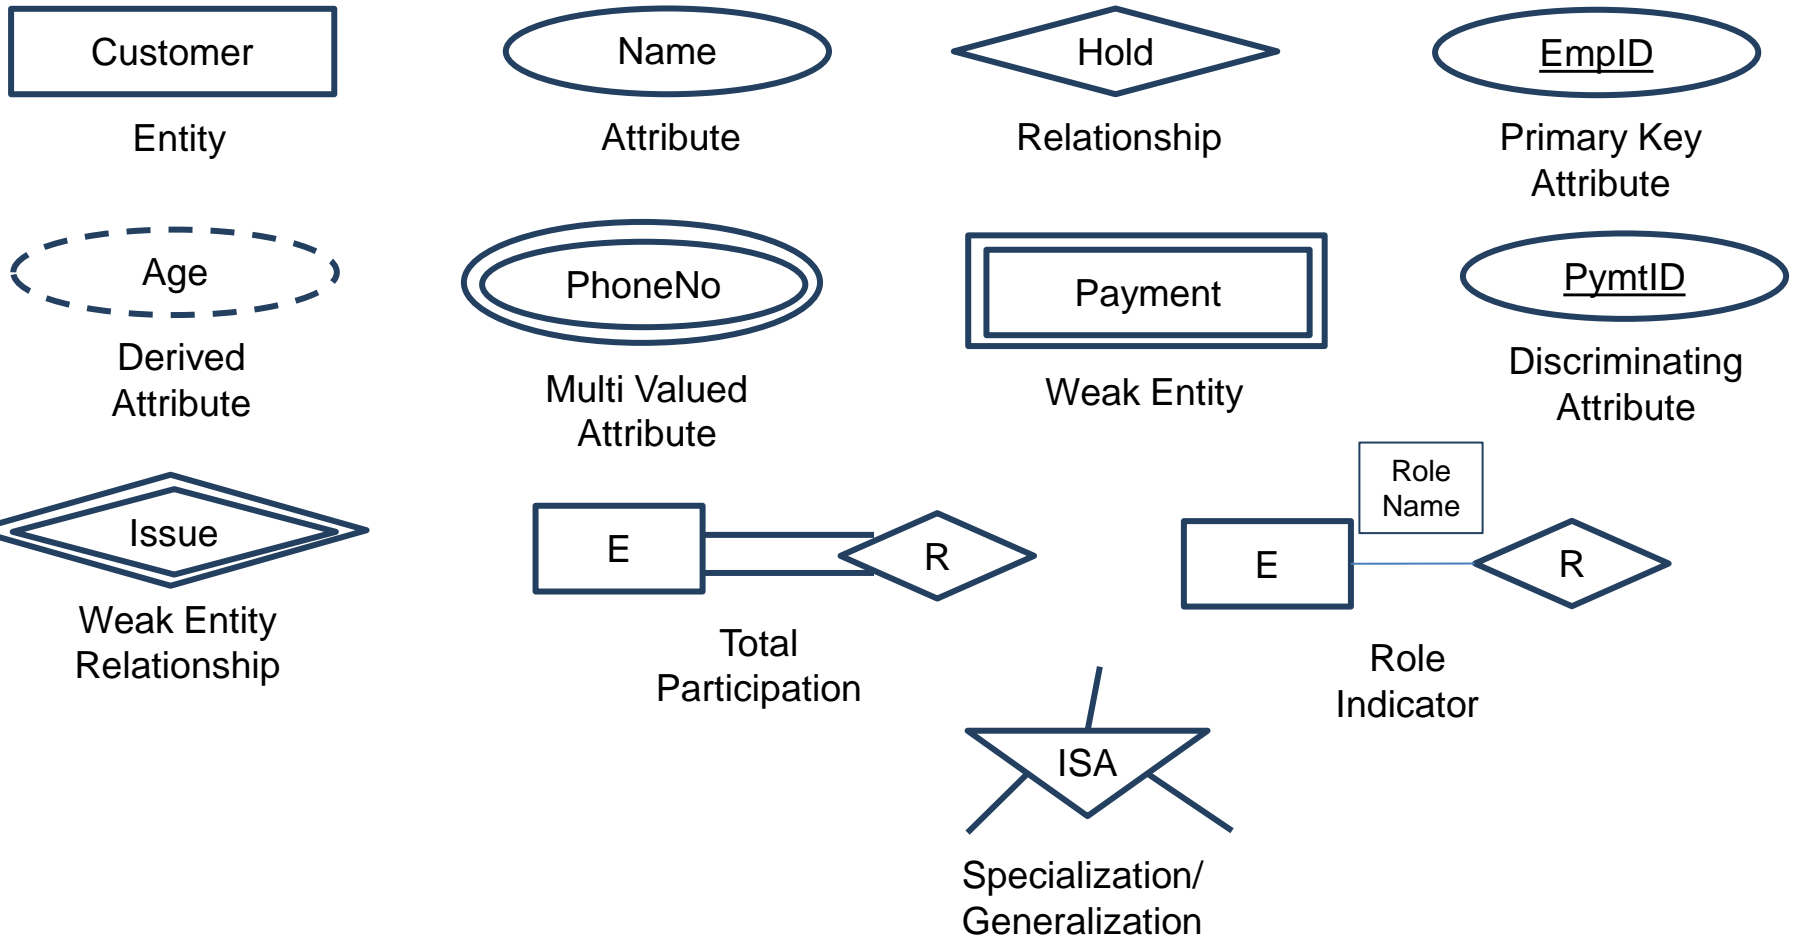 Customer
Name
Hold
EmpID
Entity
Attribute
Relationship
Primary Key
Attribute
Age
PhoneNo
Payment
PymtID
Derived
Attribute
Multi Valued
Attribute
Weak Entity
Discriminating
Attribute
Issue
E
R
Role
Name
E
R
Weak Entity
Relationship
Total
Participation
Role
Indicator
ISA
Specialization/
Generalization